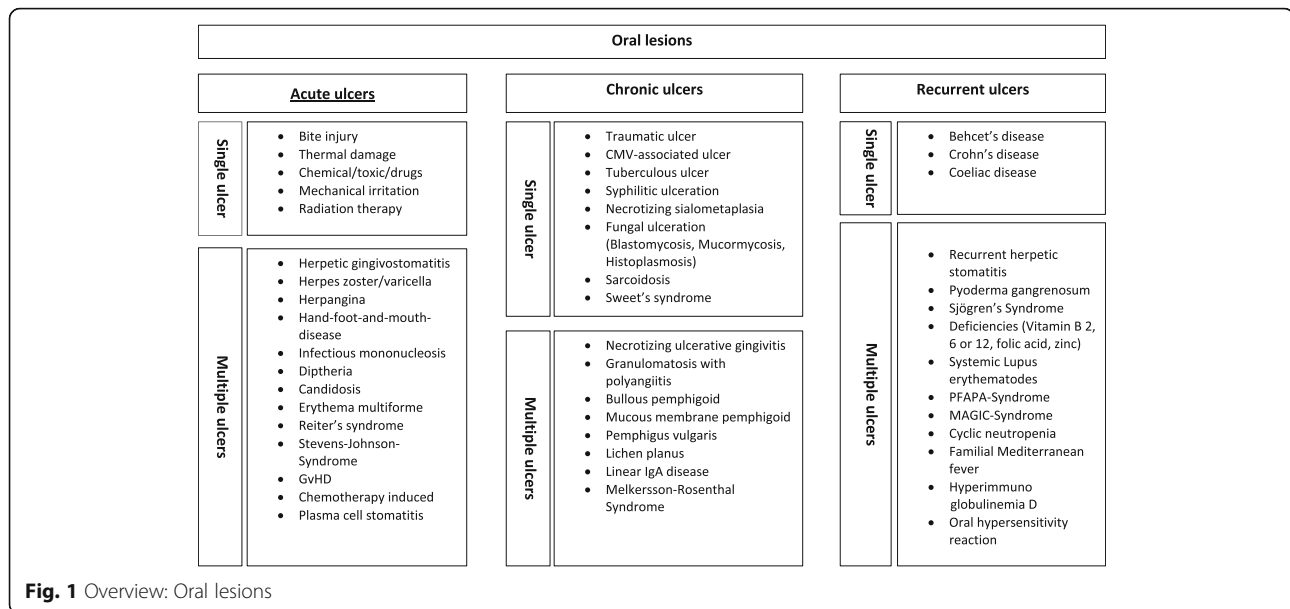 Oral lesions
Acute ulcers
Single ulcer
• Bite injury
• Thermal damage
• Chemical/toxic/drugs
• Mechanical irritation
• Radiation therapy
Multiple ulcers
• Herpetic gingivostomatitis
• Herpes zoster/varicella
• Herpangina
• Hand-foot-and-mouth-
disease
• Infectious mononucleosis
• Diptheria
• Candidosis
• Erythema multiforme
• Reiter's syndrome
• Stevens-Johnson-
Syndrome
• GvHD
• Chemotherapy induced
• Plasma cell stomatitis
Chronic ulcers
Single ulcer
• Traumatic ulcer
• CMV-associated ulcer
• Tuberculous ulcer
• Syphilitic ulceration
• Necrotizing sialometaplasia
• Fungal ulceration
(Blastomycosis, Mucormycosis,
Histoplasmosis)
• Sarcoidosis
• Sweet's syndrome
Multiple ulcers
• Necrotizing ulcerative gingivitis
• Granulomatosis with
polyangiitis
• Bullous pemphigoid
• Mucous membrane pemphigoid
• Pemphigus vulgaris
• Lichen planus
• Linear IgA disease
• Melkersson-Rosenthal
Syndrome
Recurrent ulcers
Single ulcer
• Behcet's disease
• Crohn's disease
• Coeliac disease
Multiple ulcers
• Recurrent herpetic
stomatitis
• Pyoderma gangrenosum
• Sjögren's Syndrome
• Deficiencies (Vitamin B 2,
6 or 12, folic acid, zinc)
• Systemic Lupus
erythematodes
• PFAPA-Syndrome
• MAGIC-Syndrome
• Cyclic neutropenia
• Familial Mediterranean
fever
• Hyperimmuno
globulinemia D
• Oral hypersensitivity
reaction
Fig. 1 Overview: Oral lesions